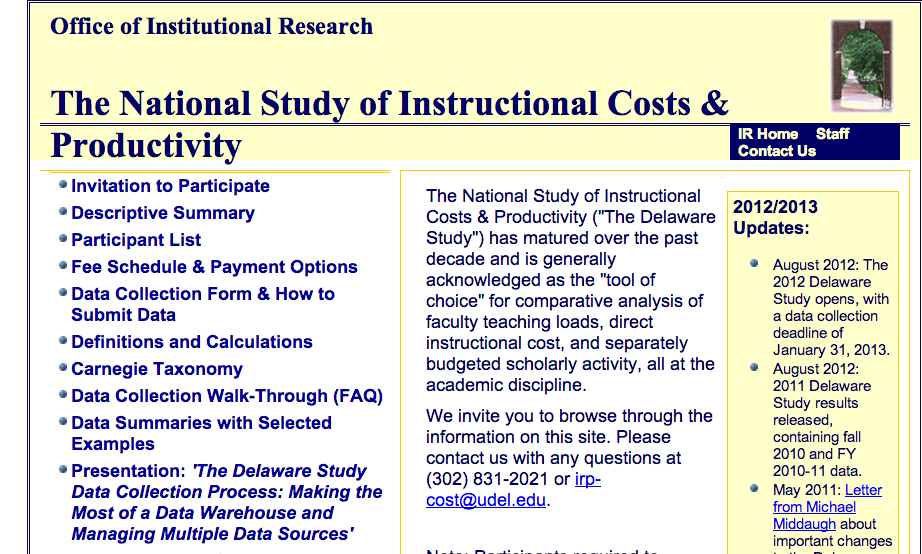 Office of Institutional Research
The National Study of Instructional Costs &
Productivity
IR Home Staff
Contact Us
Invitation to Participate
Descriptive Summary
Participant List
Fee Schedule & Payment Options
Data Collection Form & How to
Submit Data
Definitions and Calculations
Carnegie Taxonomy
Data Collection Walk-Through (FAQ)
Data Summaries with Selected
Examples
Presentation: 'The Delaware Study
Data Collection Process: Making the
Most of a Data Warehouse and
Managing Multiple Data Sources'
The National Study of Instructional
Costs & Productivity ("The Delaware
Study") has matured over the past
decade and is generally
acknowledged as the "tool of
choice" for comparative analysis of
faculty teaching loads, direct
instructional cost, and separately
budgeted scholarly activity, all at the
academic discipline.
We invite you to browse through the
information on this site. Please
contact us with any questions at
(302) 831-2021 or irp-
cost@udel.edu.
Note: Participants required to
2012/2013
Updates:
August 2012: The
2012 Delaware
Study opens, with
a data collection
deadline of
January 31, 2013.
August 2012:
2011 Delaware
Study results
released,
containing fall
2010 and FY
2010-11 data.
May 2011: Letter
from Michael
Middaugh about
important changes